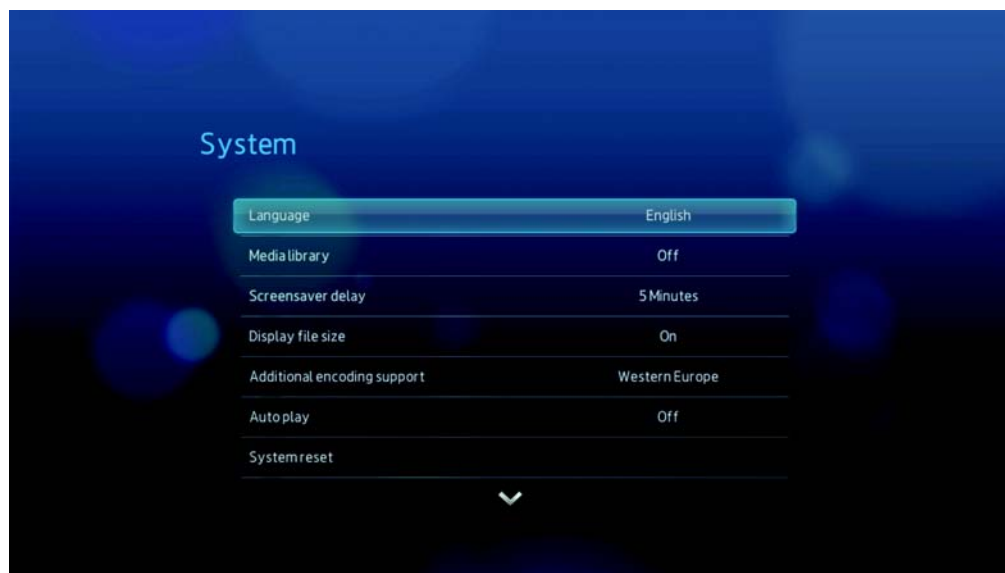 System
Language English
Media library Off
Screensaver delay 5 Minutes
Display file size On
Additional encoding support Western Europe
Auto play Off
System reset